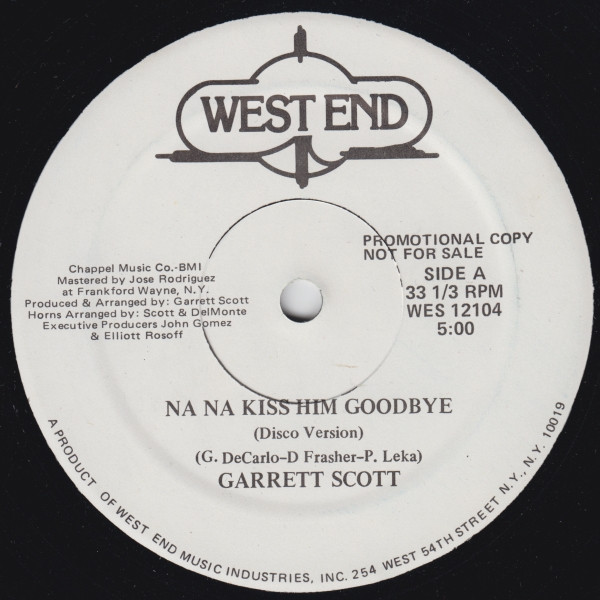 WEST END
PROMOTIONAL COPY
NOT FOR SALE
SIDE A
33 1/3 RPM
WES 12104
5:00
Chappel Music Co.-BMI
Mastered by Jose Rodriguez
at Frankford Wayne, N.Y.
Produced & Arranged by: Garrett Scott
Horns Arranged by: Scott & DelMonte
Executive Producers John Gomez
& Elliott Rosoff
NA NA KISS HIM GOODBYE
(Disco Version)
(G. DeCarlo-D Frasher-P. Leka)
GARRETT SCOTT
A PRODUCT OF WEST END MUSIC INDUSTRIES, INC. 254 WEST 54TH STREET N.Y., N.Y. 10019